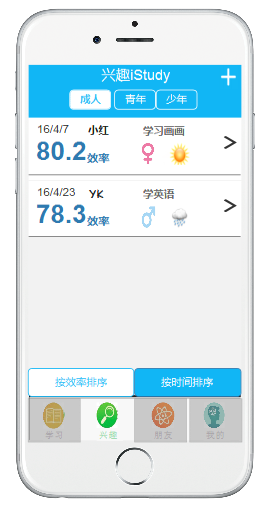 兴趣iStudy
成人 青年 少年
16/4/7 小红 学习画画
80.2 效率
16/4/23 YK 学英语
78.3 效率
按效率排序 按时间排序
学习 兴趣 朋友 我的